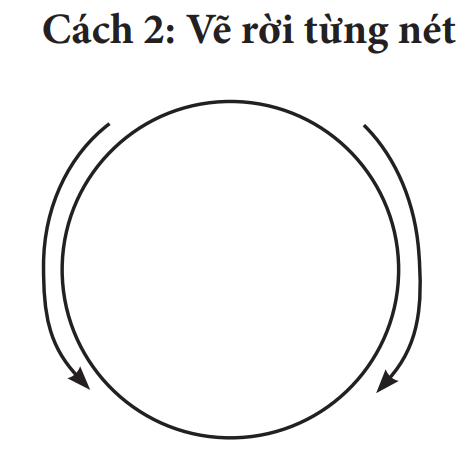 Cách 2: Vẽ rời từng nét